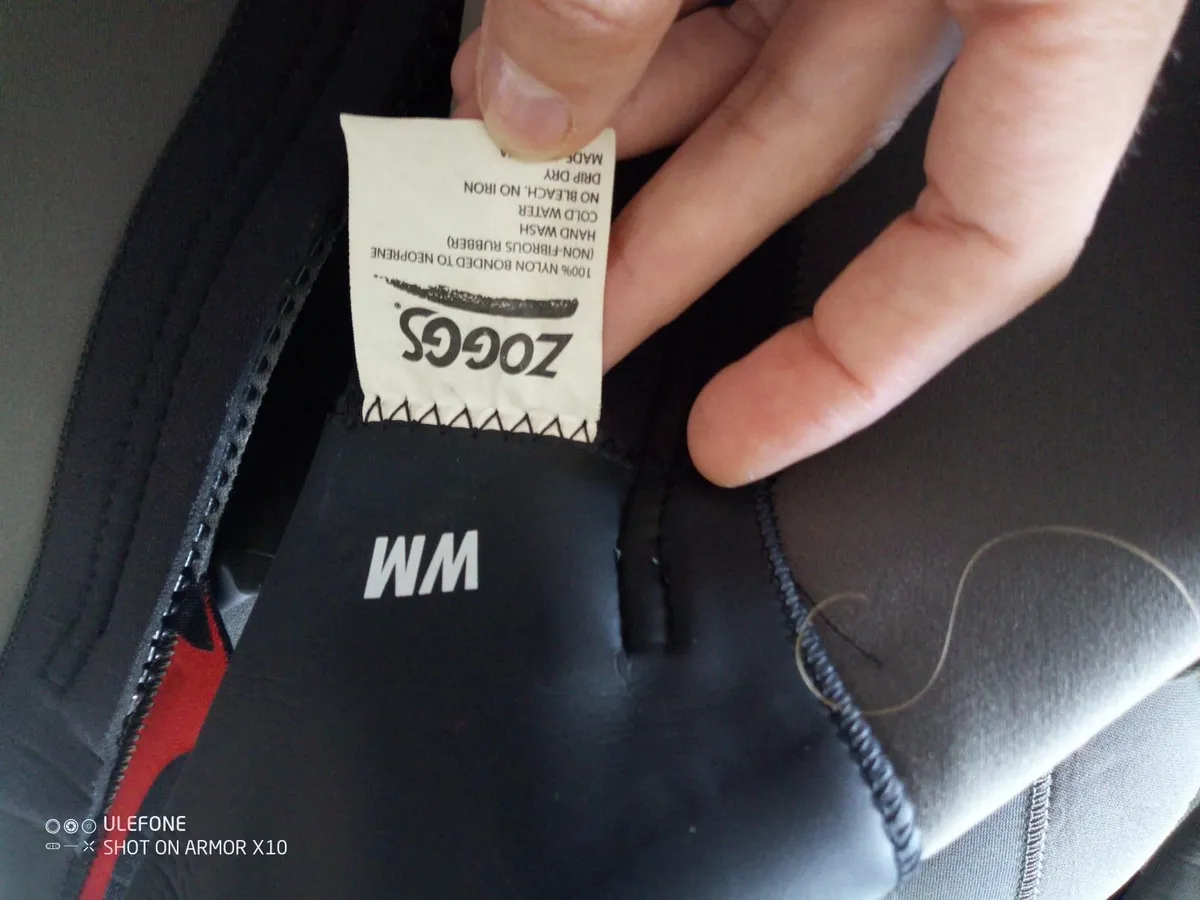 ZOGGS
100% NYLON BONDED TO NEOPRENE
(NON-FIBROUS RUBBER)
HAND WASH
COLD WATER
NO BLEACH. NO IRON
DRIP DRY
MADE
WM
ULEFONE
SHOT ON ARMOR X10